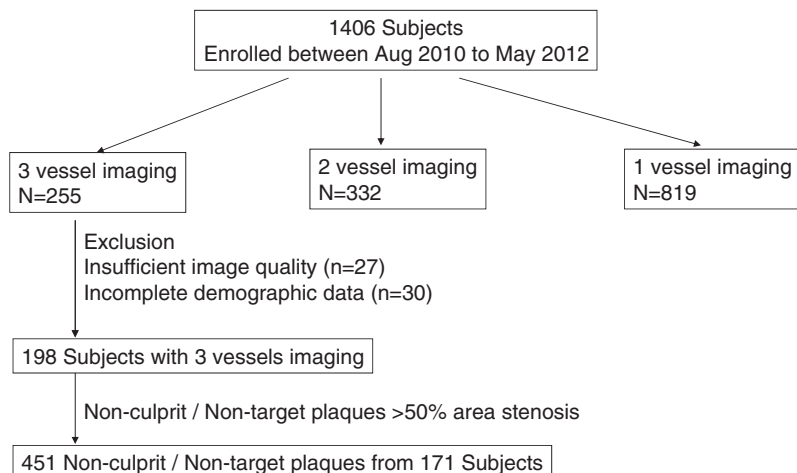 1406 Subjects
Enrolled between Aug 2010 to May 2012
3 vessel imaging
N=255
2 vessel imaging
N=332
1 vessel imaging
N=819
Exclusion
Insufficient image quality (n=27)
Incomplete demographic data (n=30)
198 Subjects with 3 vessels imaging
Non-culprit / Non-target plaques >50% area stenosis
451 Non-culprit / Non-target plaques from 171 Subjects